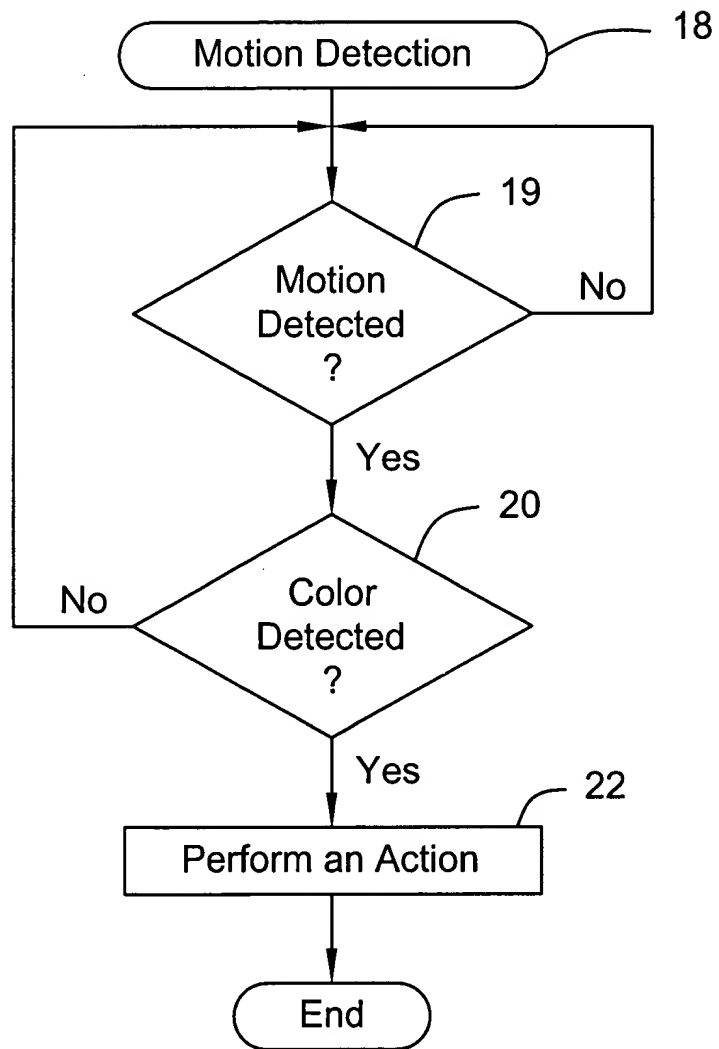 Motion Detection
18
19
Motion
Detected
?
No
Yes
20
No
Color
Detected
?
Yes
22
Perform an Action
End